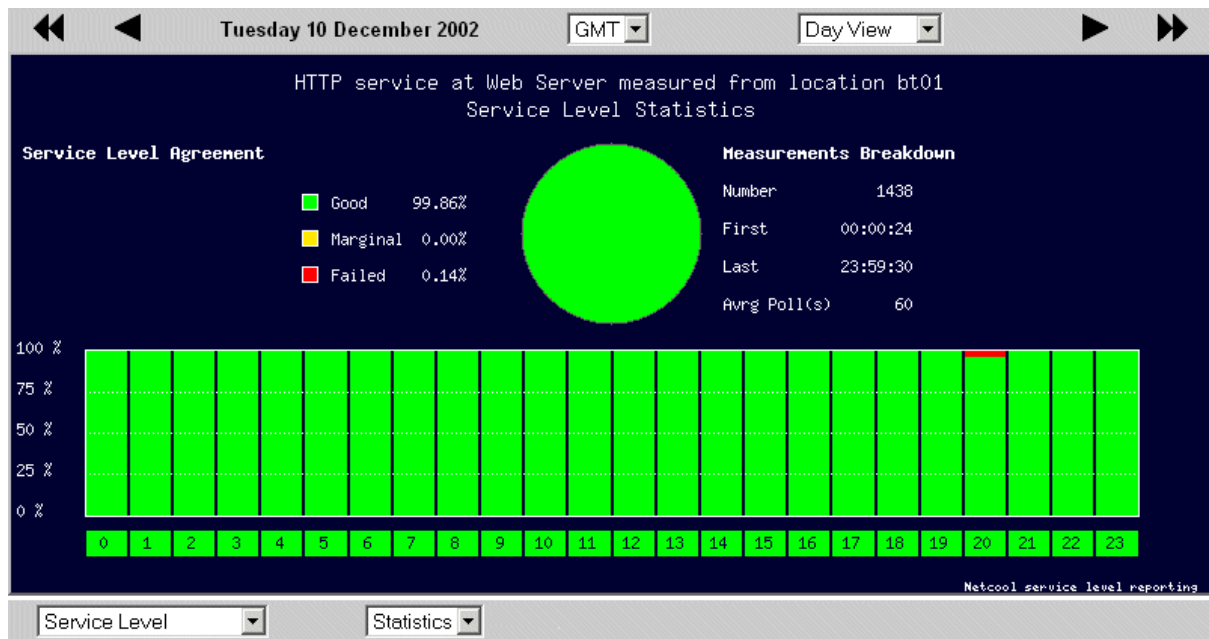 Tuesday 10 December 2002 GMT Day View
HTTP service at Web Server measured from location bt01
Service Level Statistics
Service Level Agreement
Good 99.86%
Marginal 0.00%
Failed 0.14%
Measurements Breakdown
Number 1438
First 00:00:24
Last 23:59:30
Avrg Poll(s) 60
100 %
75 %
50 %
25 %
0 %
0 1 2 3 4 5 6 7 8 9 10 11 12 13 14 15 16 17 18 19 20 21 22 23
Netcool service level reporting
Service Level Statistics